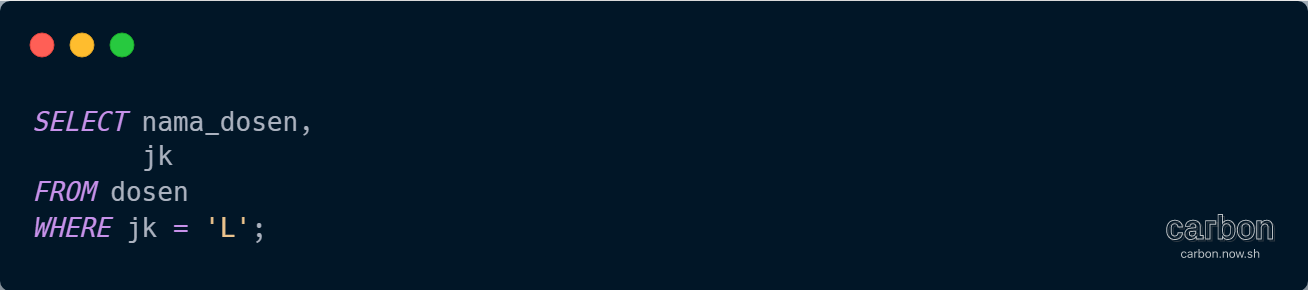 SELECT nama_dosen,
       jk
FROM dosen
WHERE jk = 'L';
carbon
carbon.now.sh